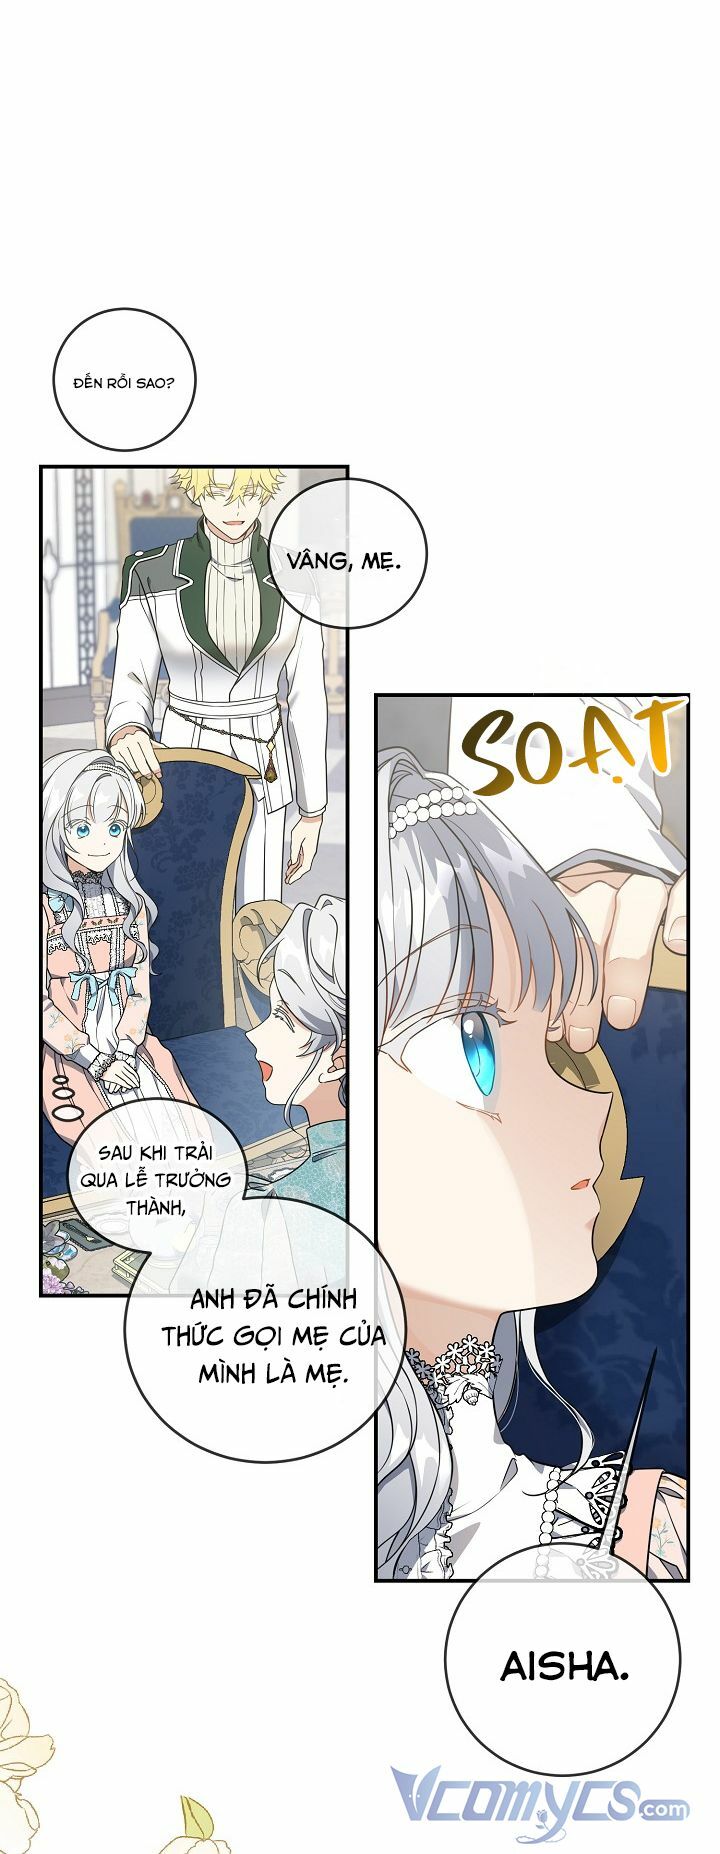 ĐẾN RỒI SAO?
VÂNG, MẸ.
SOẠT
SAU KHI TRẢI
QUA LỄ TRƯỞNG
THÀNH,
ANH ĐÃ CHÍNH
THỨC GỌI MẸ CỦA
MÌNH LÀ MẸ.
AISHA.
VCOMYCS.com